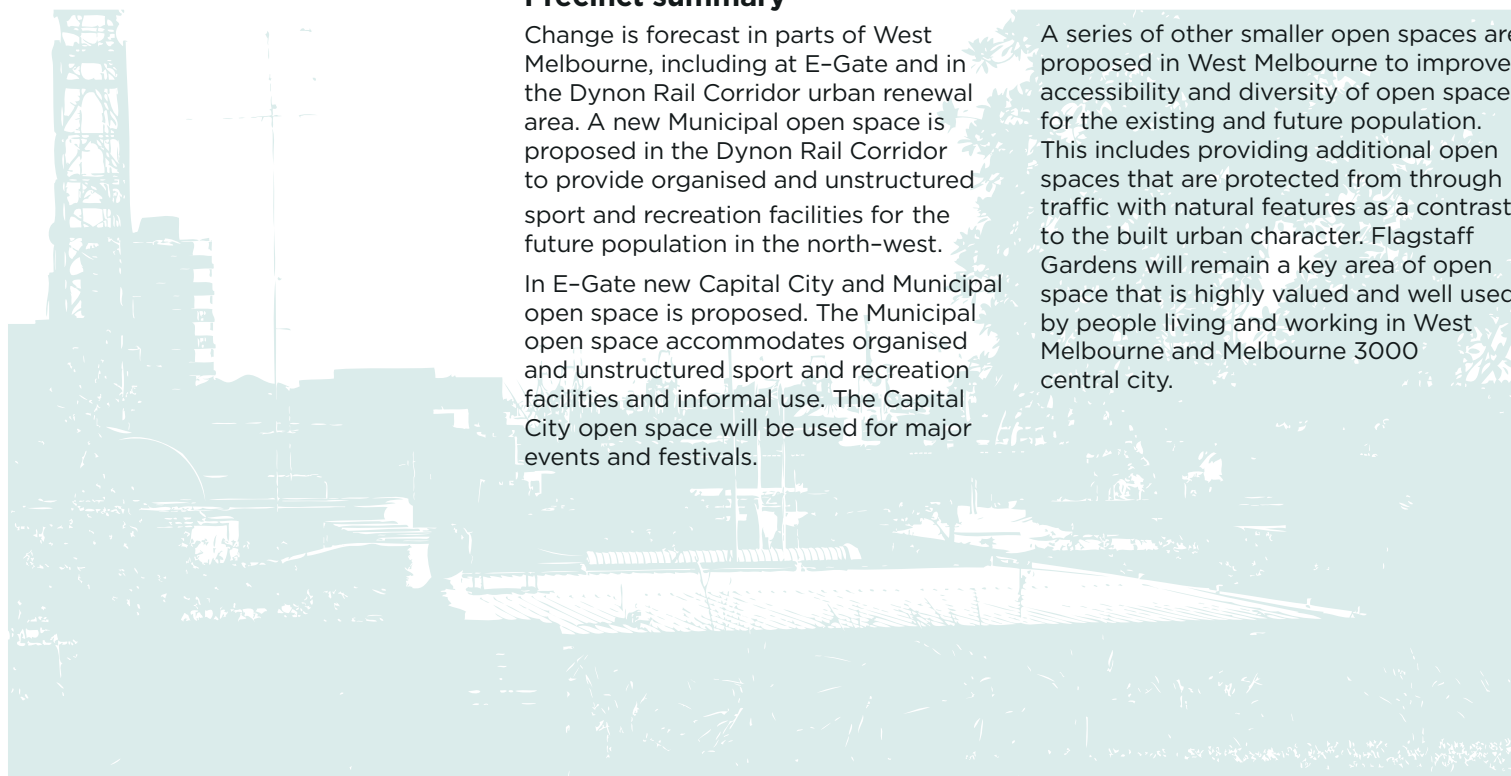 Precinct summary
Change is forecast in parts of West
Melbourne, including at E–Gate and in
the Dynon Rail Corridor urban renewal
area. A new Municipal open space is
proposed in the Dynon Rail Corridor
to provide organised and unstructured
sport and recreation facilities for the
future population in the north–west.
In E–Gate new Capital City and Municipal
open space is proposed. The Municipal
open space accommodates organised
and unstructured sport and recreation
facilities and informal use. The Capital
City open space will be used for major
events and festivals.
A series of other smaller open spaces are
proposed in West Melbourne to improve
accessibility and diversity of open space
for the existing and future population.
This includes providing additional open
spaces that are protected from through
traffic with natural features as a contrast
to the built urban character. Flagstaff
Gardens will remain a key area of open
space that is highly valued and well used
by people living and working in West
Melbourne and Melbourne 3000
central city.